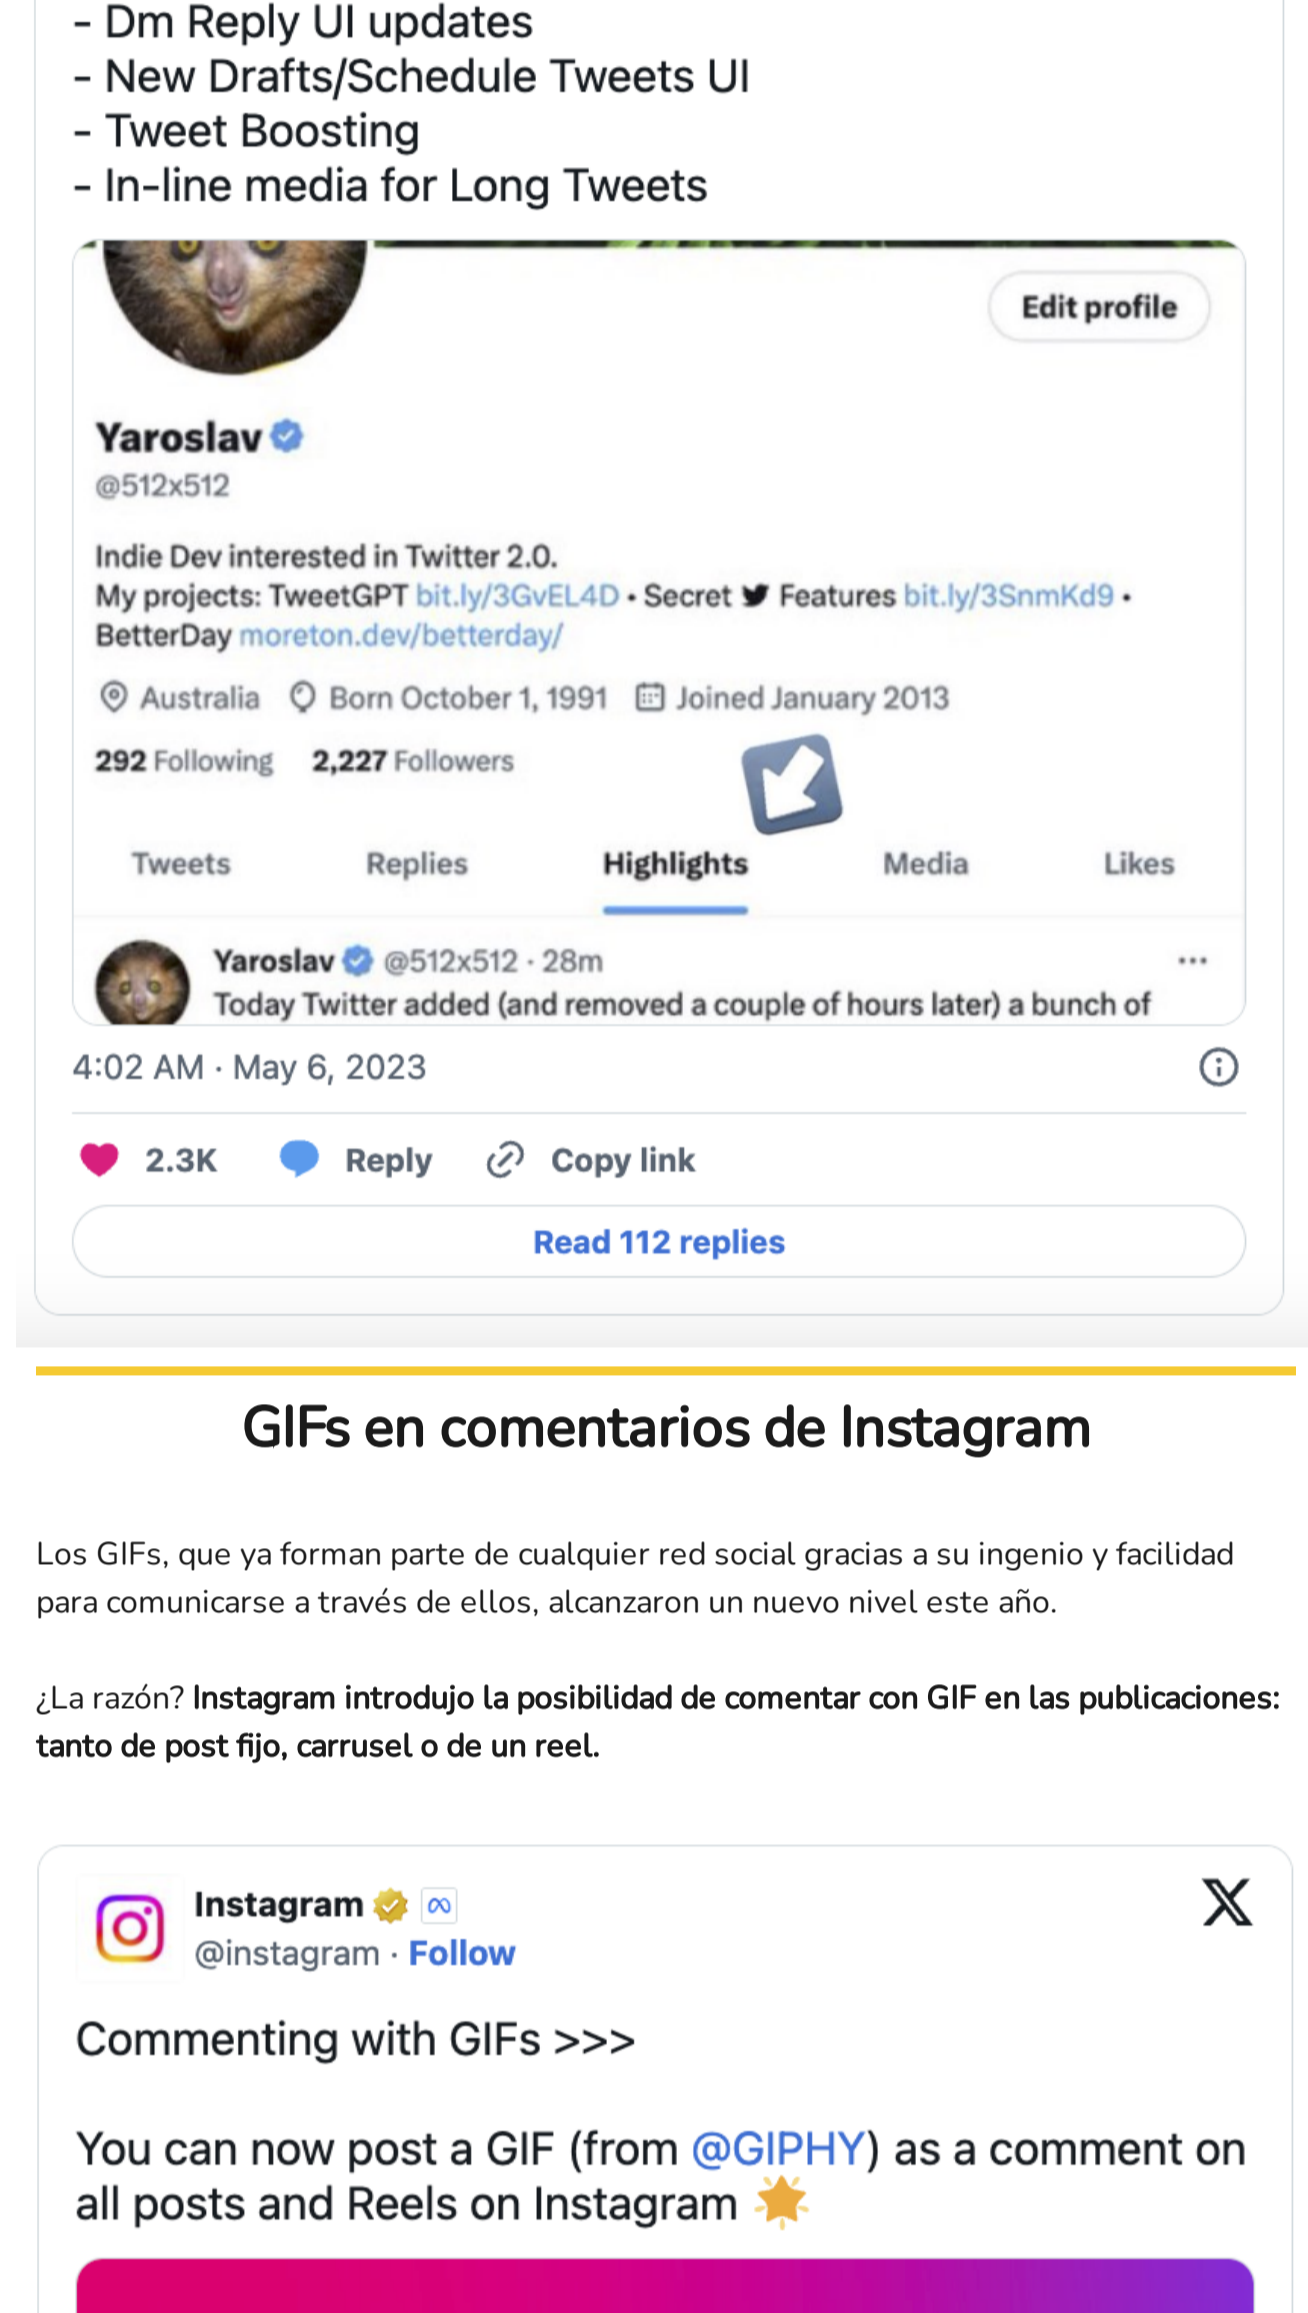 - Dm Reply UI updates
- New Drafts/Schedule Tweets UI
- Tweet Boosting
- In-line media for Long Tweets
Edit profile
Yaroslav
@512x512
Indie Dev interested in Twitter 2.0.
My projects: TweetGPT bit.ly/3GvEL4D • Secret Features bit.ly/3SnmKd9 •
BetterDay moreton.dev/betterday/
Australia Born October 1, 1991 Joined January 2013
292 Following 2,227 Followers
Tweets Replies Highlights Media Likes
Yaroslav @512x512 · 28m
Today Twitter added (and removed a couple of hours later) a bunch of
4:02 AM · May 6, 2023
2.3K Reply Copy link
Read 112 replies
GIFs en comentarios de Instagram
Los GIFs, que ya forman parte de cualquier red social gracias a su ingenio y facilidad
para comunicarse a través de ellos, alcanzaron un nuevo nivel este año.
¿La razón? Instagram introdujo la posibilidad de comentar con GIF en las publicaciones:
tanto de post fijo, carrusel o de un reel.
Instagram
@instagram · Follow
Commenting with GIFs >>>
You can now post a GIF (from @GIPHY) as a comment on
all posts and Reels on Instagram